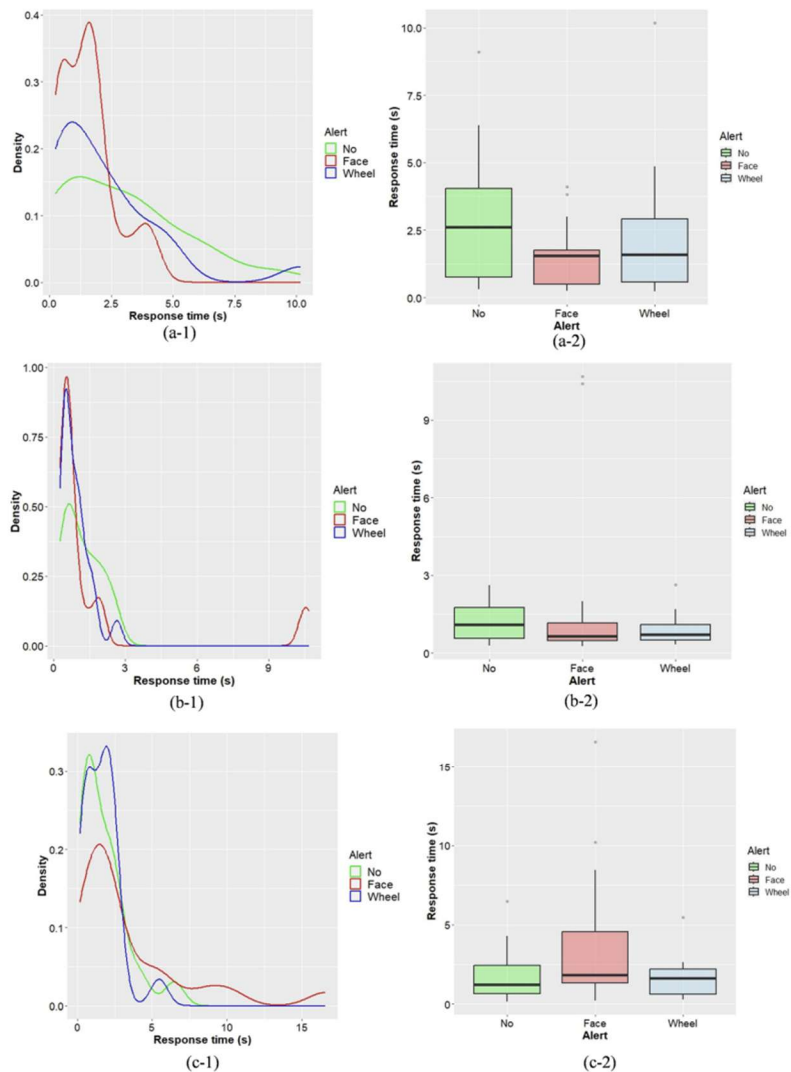 0.4
0.3
0.2
0.1
0.0
Density
0.0 2.5 5.0 7.5 10.0
Response time (s)
Alert
No
Face
Wheel
(a-1)
10.0
7.5
5.0
2.5
0.0
Response time (s)
No Face Wheel
Alert
Alert
No
Face
Wheel
(a-2)
1.00
0.75
0.50
0.25
0.00
Density
0 3 6 9
Response time (s)
Alert
No
Face
Wheel
(b-1)
9
6
3
0
Response time (s)
No Face Wheel
Alert
Alert
No
Face
Wheel
(b-2)
0.3
0.2
0.1
0.0
Density
0 5 10 15
Response time (s)
Alert
No
Face
Wheel
(c-1)
15
10
5
0
Response time (s)
No Face Wheel
Alert
Alert
No
Face
Wheel
(c-2)